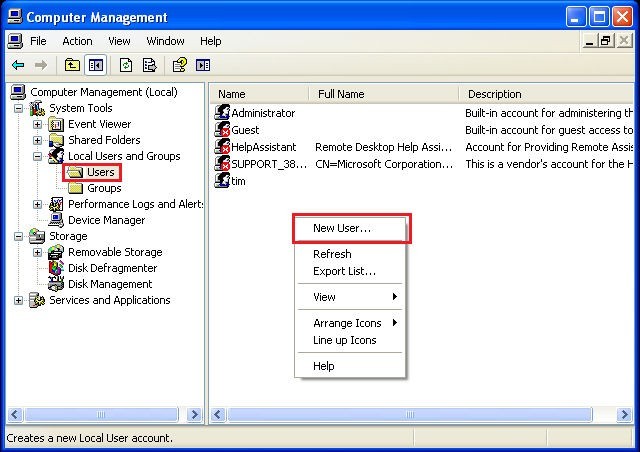 Computer Management
File Action View Window Help
Computer Management (Local)
System Tools
Event Viewer
Shared Folders
Local Users and Groups
Users
Groups
Performance Logs and Alerts
Device Manager
Storage
Removable Storage
Disk Defragmenter
Disk Management
Services and Applications
Name Full Name Description
Administrator Built-in account for administering th
Guest Built-in account for guest access to
HelpAssistant Remote Desktop Help Assi... Account for Providing Remote Assist
SUPPORT_38... CN=Microsoft Corporation... This is a vendor's account for the H
tim
New User...
Refresh
Export List...
View
Arrange Icons
Line up Icons
Help
Creates a new Local User account.